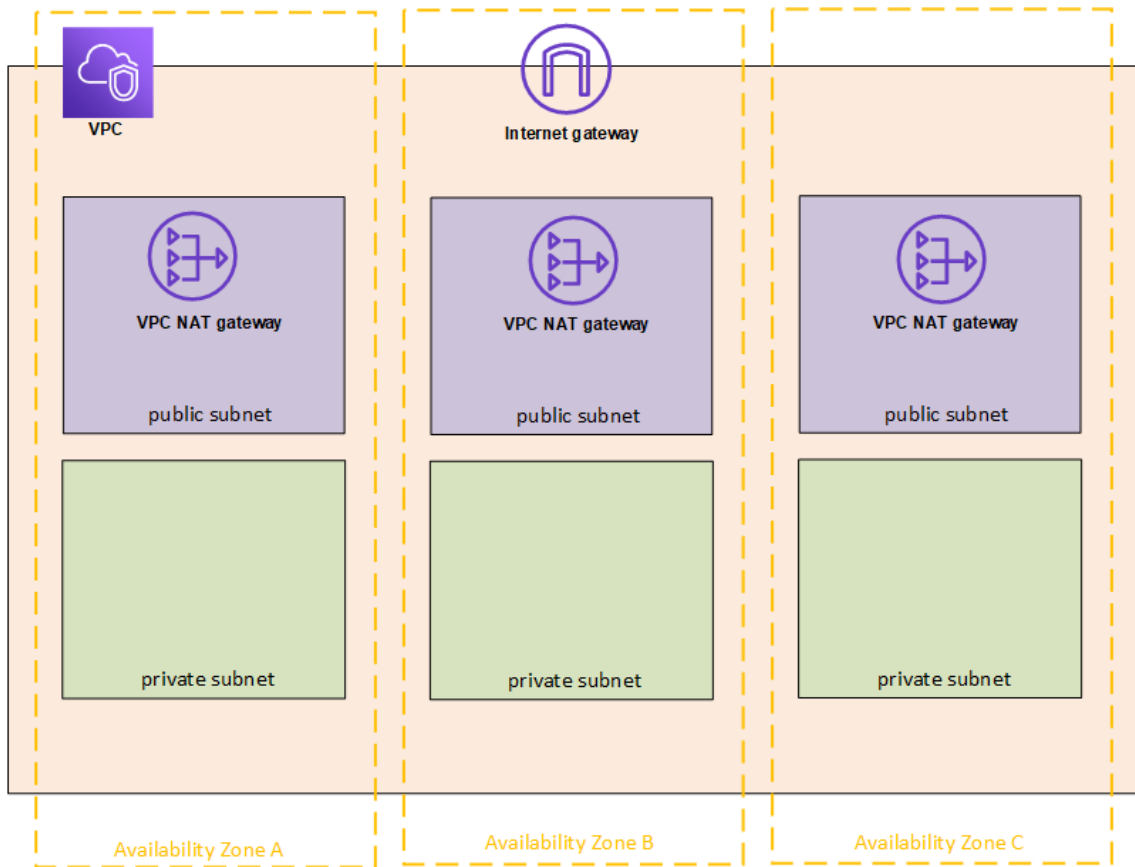 VPC
Internet gateway
VPC NAT gateway
VPC NAT gateway
VPC NAT gateway
public subnet
public subnet
public subnet
private subnet
private subnet
private subnet
Availability Zone A
Availability Zone B
Availability Zone C